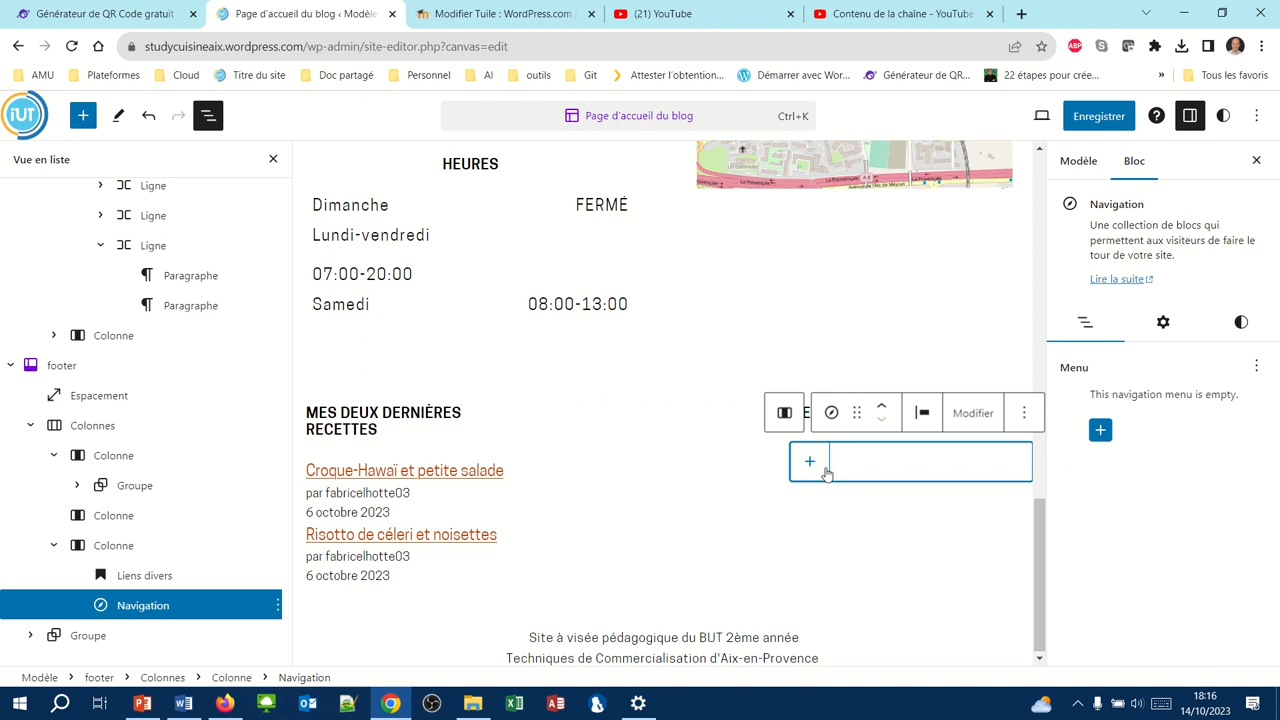 Générateur de QR Code gratuit
Page d'accueil du blog ‹ Modèle
Modifier Tuile : WordPress.com
(21) YouTube
Contenu de la chaîne - YouTube
studycuisineaix.wordpress.com/wp-admin/site-editor.php?canvas=edit
ABP
AMU
Plateformes
Cloud
Titre du site
Doc partagé
Personnel
AI
outils
Git
Attester l'obtention...
Démarrer avec Wor...
Générateur de QR...
22 étapes pour crée...
»
Tous les favoris
iUT
Page d'accueil du blog
Ctrl+K
Enregistrer
Vue en liste
Ligne
Ligne
Ligne
Paragraphe
Paragraphe
Colonne
footer
Espacement
Colonnes
Colonne
Groupe
Colonne
Colonne
Liens divers
Navigation
Groupe
HEURES
Dimanche
FERMÉ
Lundi-vendredi
07:00-20:00
Samedi
08:00-13:00
MES DEUX DERNIÈRES
RECETTES
Croque-Hawaï et petite salade
par fabricelhotte03
6 octobre 2023
Risotto de céleri et noisettes
par fabricelhotte03
6 octobre 2023
Modifier
Site à visée pédagogique du BUT 2ème année
Techniques de Commercialisation d'Aix-en-Provence
Modèle
Bloc
Navigation
Une collection de blocs qui
permettent aux visiteurs de faire le
tour de votre site.
Lire la suite
Menu
This navigation menu is empty.
Modèle › footer › Colonnes › Colonne › Navigation
18:16
14/10/2023